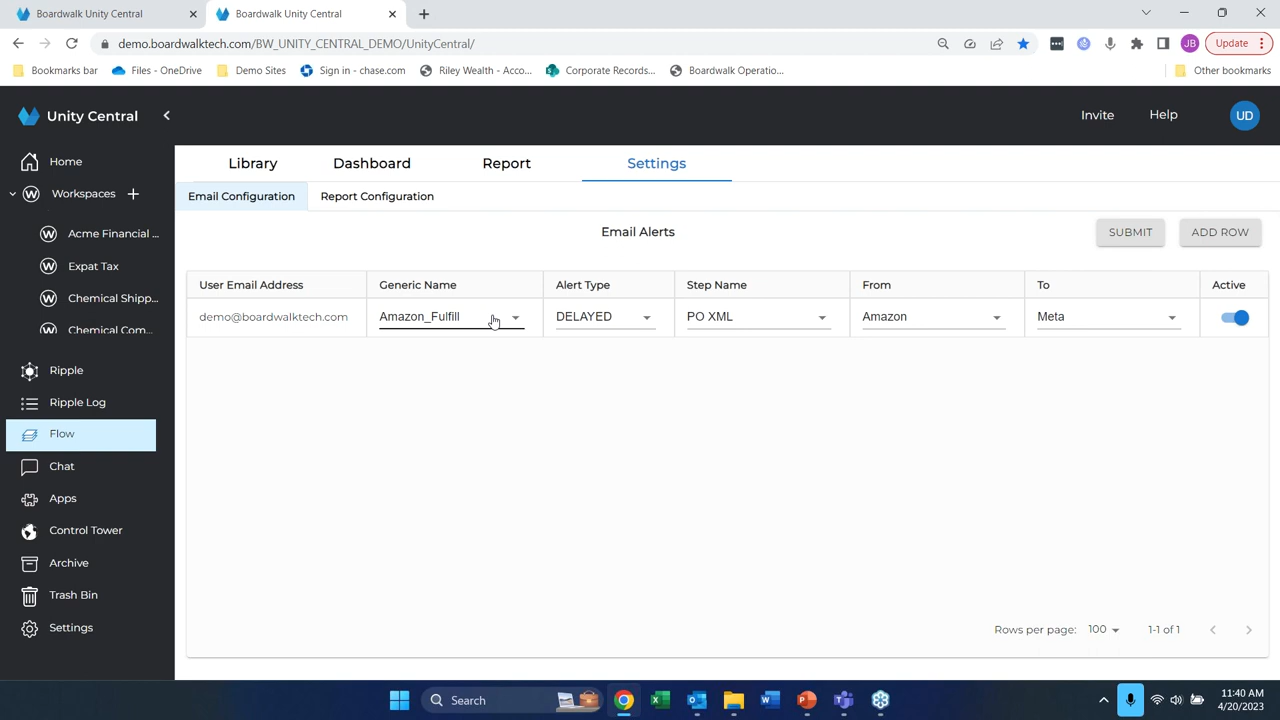 Boardwalk Unity Central
Boardwalk Unity Central
demo.boardwalktech.com/BW_UNITY_CENTRAL_DEMO/UnityCentral/
JB
Update
Bookmarks bar
Files - OneDrive
Demo Sites
Sign in - chase.com
Riley Wealth - Acco...
Corporate Records...
Boardwalk Operatio...
Other bookmarks
Unity Central
Invite
Help
UD
Home
Workspaces
Acme Financial ...
Expat Tax
Chemical Shipp...
Chemical Com...
Ripple
Ripple Log
Flow
Chat
Apps
Control Tower
Archive
Trash Bin
Settings
Library
Dashboard
Report
Settings
Email Configuration
Report Configuration
Email Alerts
SUBMIT
ADD ROW
User Email Address
Generic Name
Alert Type
Step Name
From
To
Active
demo@boardwalktech.com
Amazon_Fulfill
DELAYED
PO XML
Amazon
Meta
Rows per page:
100
1-1 of 1
Search
11:40 AM
4/20/2023